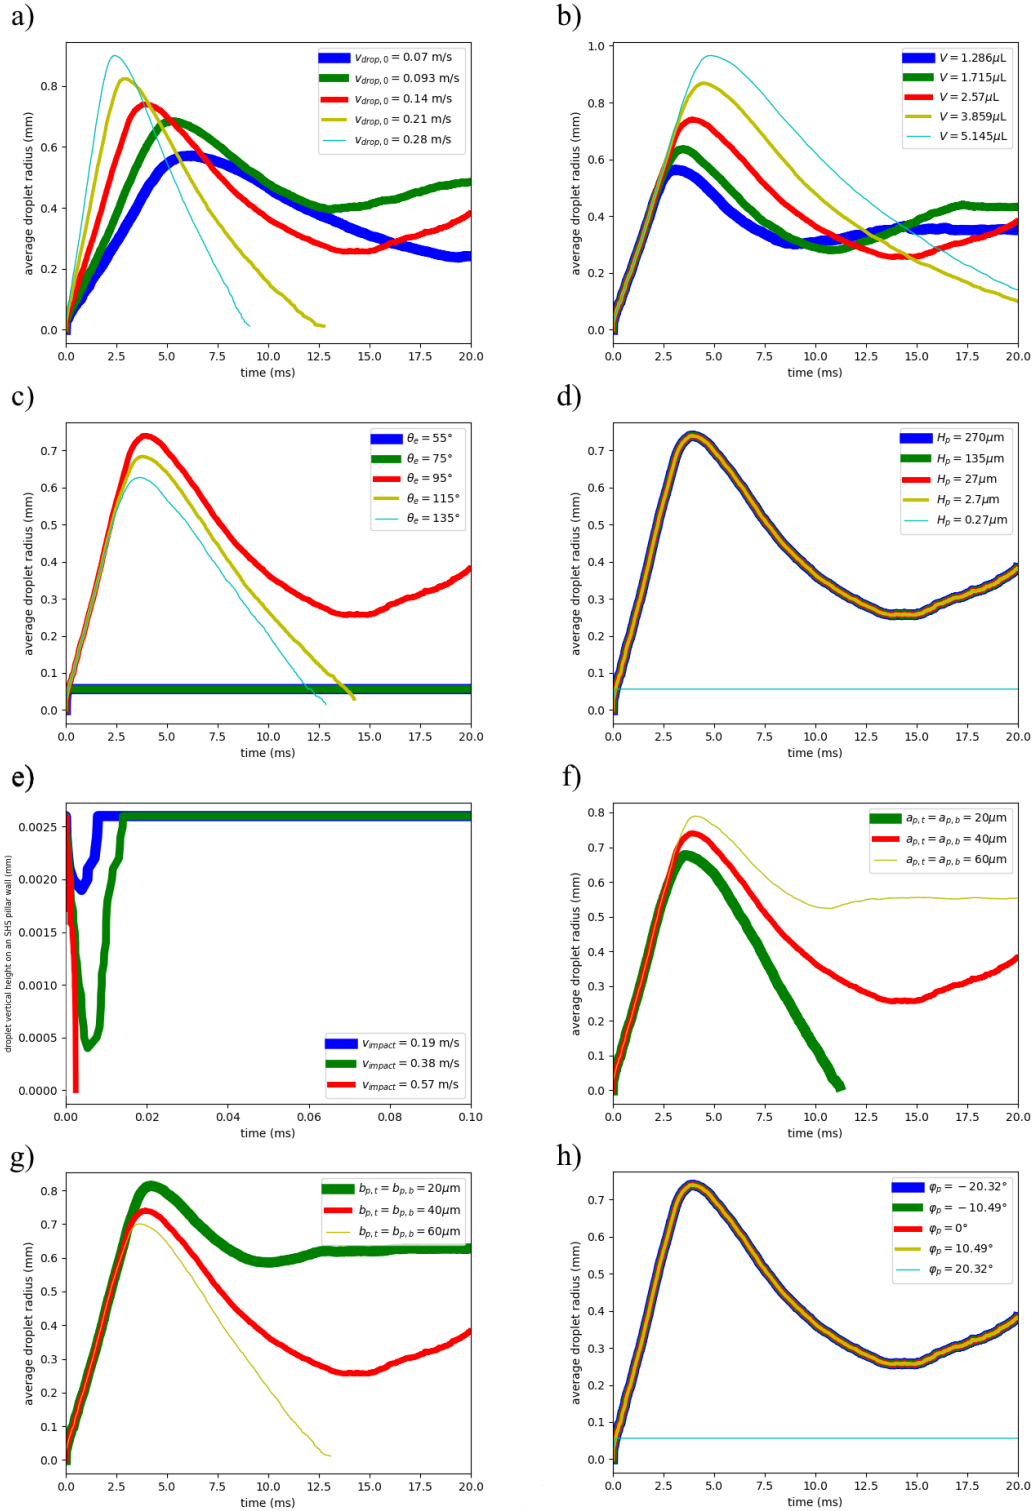 a)
average droplet radius (mm)
0.8
0.6
0.4
0.2
0.0
0.0 2.5 5.0 7.5 10.0 12.5 15.0 17.5 20.0
time (ms)
v_drop,0 = 0.07 m/s
v_drop,0 = 0.093 m/s
v_drop,0 = 0.14 m/s
v_drop,0 = 0.21 m/s
v_drop,0 = 0.28 m/s
b)
average droplet radius (mm)
1.0
0.8
0.6
0.4
0.2
0.0
0.0 2.5 5.0 7.5 10.0 12.5 15.0 17.5 20.0
time (ms)
V = 1.286μL
V = 1.715μL
V = 2.57μL
V = 3.859μL
V = 5.145μL
c)
average droplet radius (mm)
0.7
0.6
0.5
0.4
0.3
0.2
0.1
0.0
0.0 2.5 5.0 7.5 10.0 12.5 15.0 17.5 20.0
time (ms)
θ_e = 55°
θ_e = 75°
θ_e = 95°
θ_e = 115°
θ_e = 135°
d)
average droplet radius (mm)
0.7
0.6
0.5
0.4
0.3
0.2
0.1
0.0
0.0 2.5 5.0 7.5 10.0 12.5 15.0 17.5 20.0
time (ms)
H_p = 270μm
H_p = 135μm
H_p = 27μm
H_p = 2.7μm
H_p = 0.27μm
e)
droplet vertical height on an SHS pillar wall (mm)
0.0025
0.0020
0.0015
0.0010
0.0005
0.0000
0.00 0.02 0.04 0.06 0.08 0.10
time (ms)
v_impact = 0.19 m/s
v_impact = 0.38 m/s
v_impact = 0.57 m/s
f)
average droplet radius (mm)
0.8
0.7
0.6
0.5
0.4
0.3
0.2
0.1
0.0
0.0 2.5 5.0 7.5 10.0 12.5 15.0 17.5 20.0
time (ms)
a_p,t = a_p,b = 20μm
a_p,t = a_p,b = 40μm
a_p,t = a_p,b = 60μm
g)
average droplet radius (mm)
0.8
0.7
0.6
0.5
0.4
0.3
0.2
0.1
0.0
0.0 2.5 5.0 7.5 10.0 12.5 15.0 17.5 20.0
time (ms)
b_p,t = b_p,b = 20μm
b_p,t = b_p,b = 40μm
b_p,t = b_p,b = 60μm
h)
average droplet radius (mm)
0.7
0.6
0.5
0.4
0.3
0.2
0.1
0.0
0.0 2.5 5.0 7.5 10.0 12.5 15.0 17.5 20.0
time (ms)
φ_p = −20.32°
φ_p = −10.49°
φ_p = 0°
φ_p = 10.49°
φ_p = 20.32°